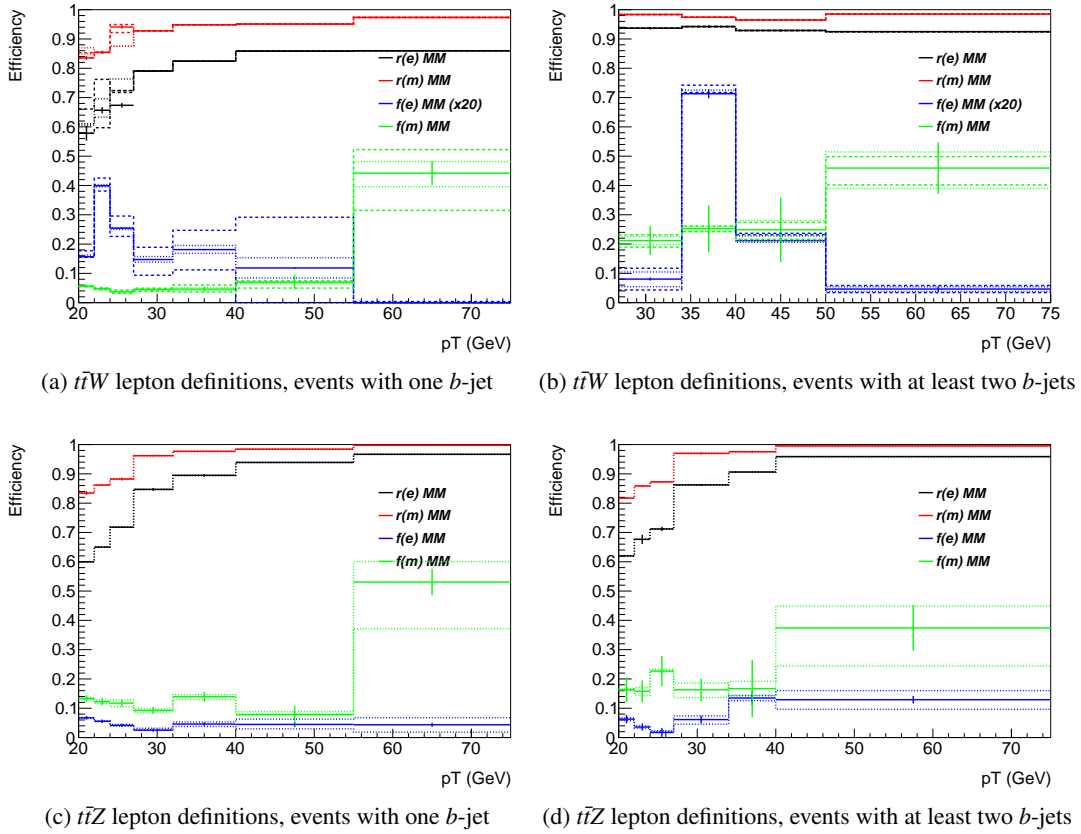 Efficiency
1
0.9
0.8
0.7
0.6
0.5
0.4
0.3
0.2
0.1
0
r(e) MM
r(m) MM
f(e) MM (x20)
f(m) MM
20 30 40 50 60 70
pT (GeV)
(a) tt̄W lepton definitions, events with one b-jet
Efficiency
1
0.9
0.8
0.7
0.6
0.5
0.4
0.3
0.2
0.1
0
r(e) MM
r(m) MM
f(e) MM (x20)
f(m) MM
30 35 40 45 50 55 60 65 70 75
pT (GeV)
(b) tt̄W lepton definitions, events with at least two b-jets
Efficiency
1
0.9
0.8
0.7
0.6
0.5
0.4
0.3
0.2
0.1
0
r(e) MM
r(m) MM
f(e) MM
f(m) MM
20 30 40 50 60 70
pT (GeV)
(c) tt̄Z lepton definitions, events with one b-jet
Efficiency
1
0.9
0.8
0.7
0.6
0.5
0.4
0.3
0.2
0.1
0
r(e) MM
r(m) MM
f(e) MM
f(m) MM
20 30 40 50 60 70
pT (GeV)
(d) tt̄Z lepton definitions, events with at least two b-jets